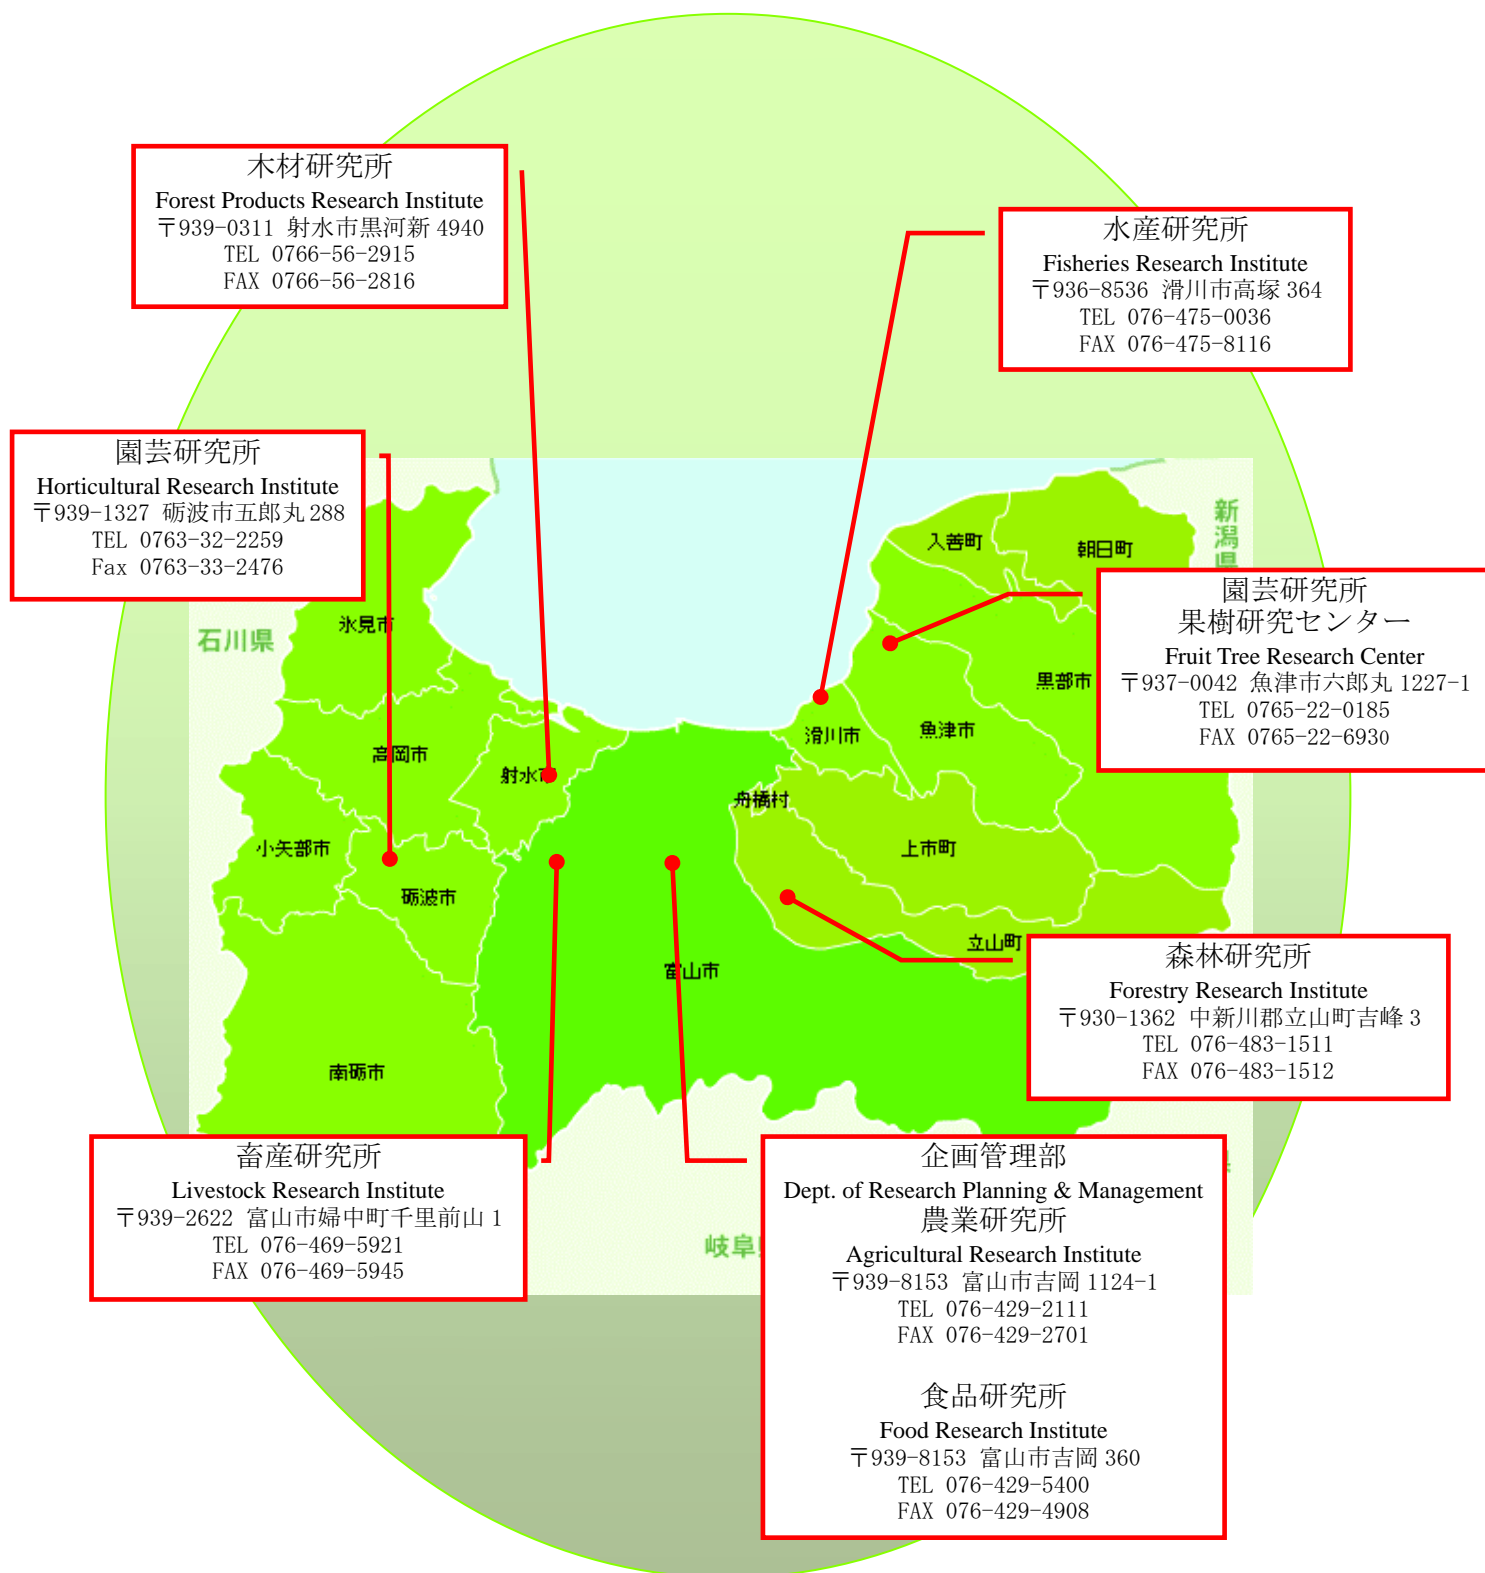 木材研究所
Forest Products Research Institute
〒939-0311 射水市黒河新 4940
TEL 0766-56-2915
FAX 0766-56-2816
水産研究所
Fisheries Research Institute
〒936-8536 滑川市高塚 364
TEL 076-475-0036
FAX 076-475-8116
園芸研究所
Horticultural Research Institute
〒939-1327 砺波市五郎丸 288
TEL 0763-32-2259
Fax 0763-33-2476
新潟県
入善町
朝日町
園芸研究所
果樹研究センター
Fruit Tree Research Center
〒937-0042 魚津市六郎丸 1227-1
TEL 0765-22-0185
FAX 0765-22-6930
石川県
氷見市
黒部市
滑川市
魚津市
高岡市
射水市
舟橋村
小矢部市
上市町
砺波市
立山町
富山市
南砺市
森林研究所
Forestry Research Institute
〒930-1362 中新川郡立山町吉峰 3
TEL 076-483-1511
FAX 076-483-1512
畜産研究所
Livestock Research Institute
〒939-2622 富山市婦中町千里前山 1
TEL 076-469-5921
FAX 076-469-5945
岐阜
企画管理部
Dept. of Research Planning & Management
農業研究所
Agricultural Research Institute
〒939-8153 富山市吉岡 1124-1
TEL 076-429-2111
FAX 076-429-2701
食品研究所
Food Research Institute
〒939-8153 富山市吉岡 360
TEL 076-429-5400
FAX 076-429-4908